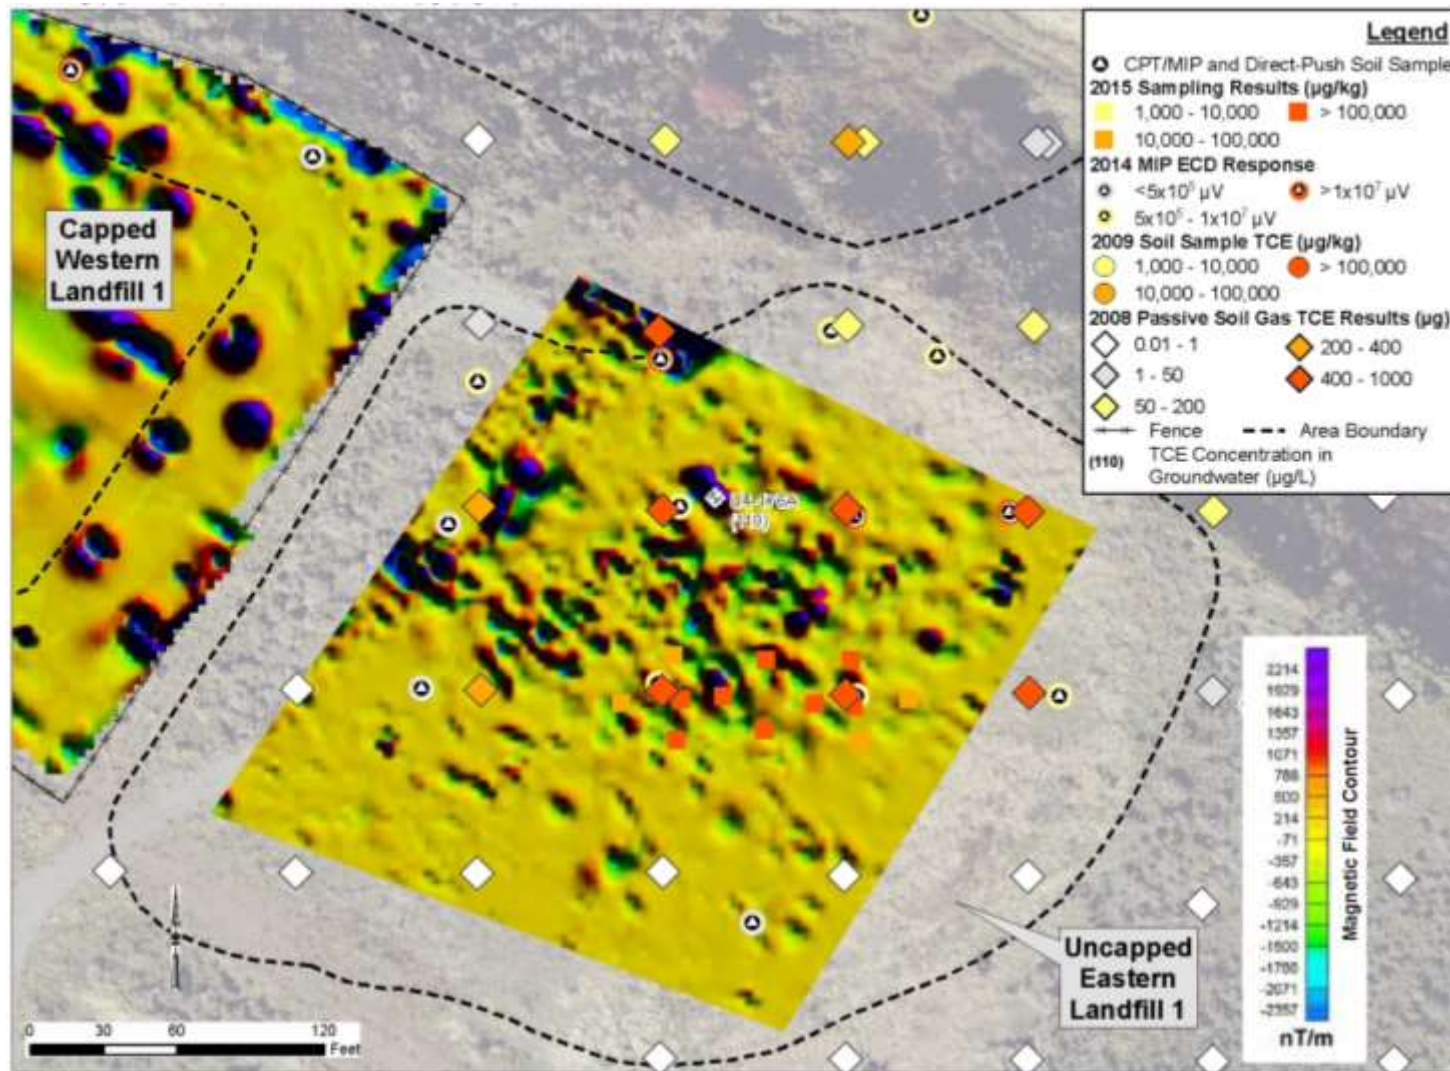 Legend
CPT/MIP and Direct-Push Soil Sample
2015 Sampling Results (µg/kg)
1,000 - 10,000
> 100,000
10,000 - 100,000
2014 MIP ECD Response
µV
>1x10⁷ µV
- 1x10⁷ µV
2009 Soil Sample TCE (µg/kg)
1,000 - 10,000
> 100,000
10,000 - 100,000
2008 Passive Soil Gas TCE Results (µg)
0.01 - 1
200 - 400
1 - 50
400 - 1000
50 - 200
Fence
Area Boundary
(110)
TCE Concentration in
Groundwater (µg/L)
Capped
Western
Landfill 1
(110)
Uncapped
Eastern
Landfill 1
2214
1929
1643
1357
1071
786
500
214
-71
-357
-643
-929
-1214
-1500
-1786
-2071
-2357
Magnetic Field Contour
nT/m
0
30
60
120
Feet